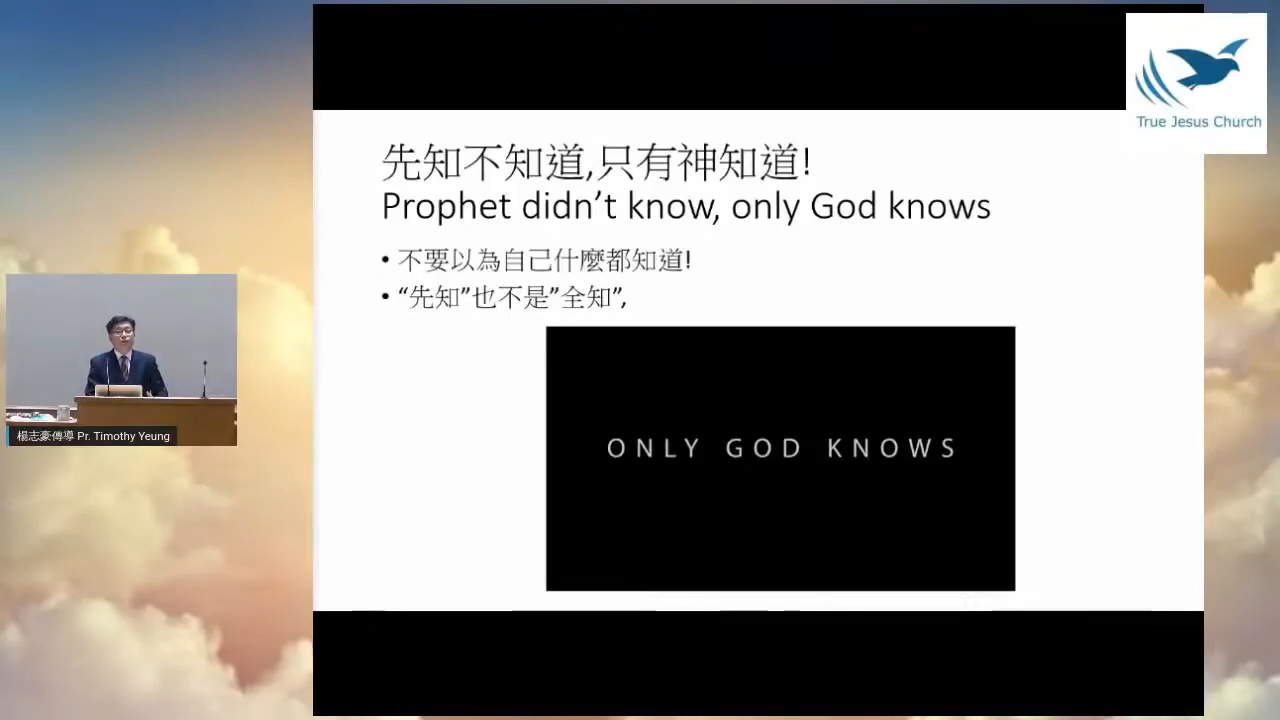 True Jesus Church
先知不知道,只有神知道!
Prophet didn’t know, only God knows
• 不要以為自己什麼都知道!
• “先知”也不是”全知”,
ONLY GOD KNOWS
楊志豪傳導 Pr. Timothy Yeung